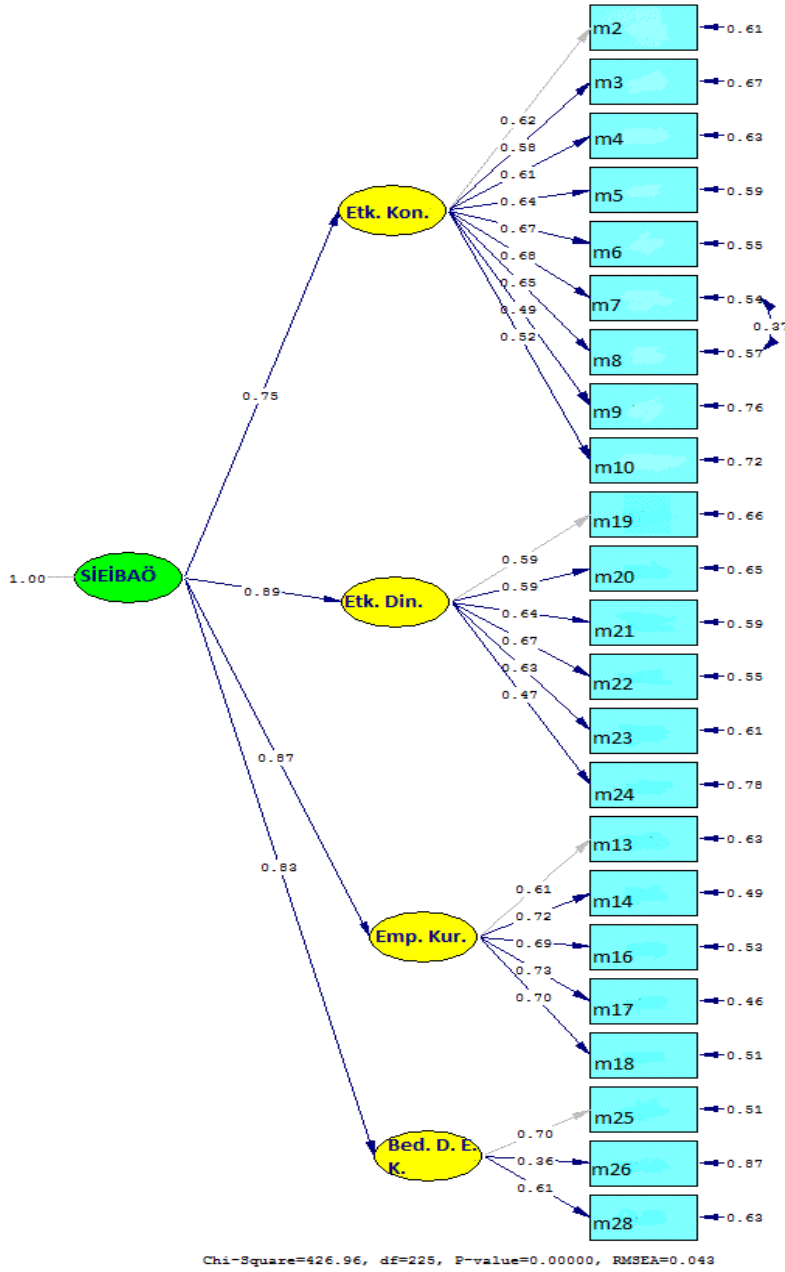 m2
0.61
m3
0.67
0.62
0.58
m4
0.63
0.61
m5
0.59
0.64
Etk. Kon.
m6
0.55
0.67
0.68
m7
0.54
0.65
0.49
0.37
0.52
m8
0.57
0.75
m9
0.76
m10
0.72
m19
0.66
1.00
SİEİBAÖ
0.59
m20
0.65
0.89
0.59
Etk. Din.
0.64
m21
0.59
0.67
m22
0.55
0.63
0.47
m23
0.61
0.87
m24
0.78
m13
0.63
0.83
0.61
m14
0.49
0.72
Emp. Kur.
0.69
m16
0.53
0.73
m17
0.46
0.70
m18
0.51
m25
0.51
0.70
Bed. D. E.
K.
0.36
m26
0.87
0.61
m28
0.63
Chi-Square=426.96, df=225, P-value=0.00000, RMSEA=0.043